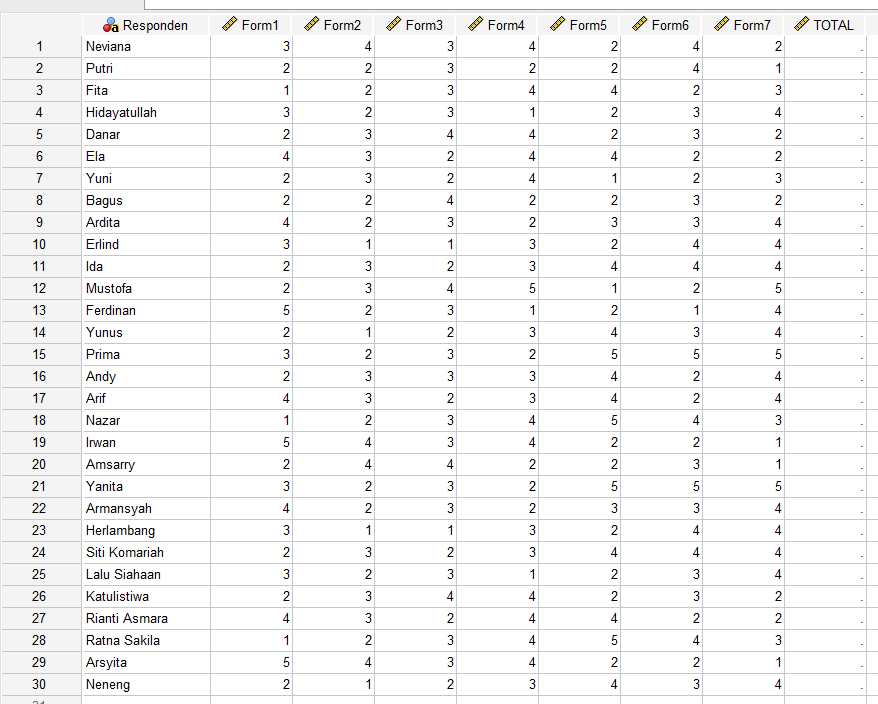 Responden Form1 Form2 Form3 Form4 Form5 Form6 Form7 TOTAL
1 Neviana 3 4 3 4 2 4 2 .
2 Putri 2 2 3 2 2 4 1 .
3 Fita 1 2 3 4 4 2 3 .
4 Hidayatullah 3 2 3 1 2 3 4 .
5 Danar 2 3 4 4 2 3 2 .
6 Ela 4 3 2 4 4 2 2 .
7 Yuni 2 3 2 4 1 2 3 .
8 Bagus 2 2 4 2 2 3 2 .
9 Ardita 4 2 3 2 3 3 4 .
10 Erlind 3 1 1 3 2 4 4 .
11 Ida 2 3 2 3 4 4 4 .
12 Mustofa 2 3 4 5 1 2 5 .
13 Ferdinan 5 2 3 1 2 1 4 .
14 Yunus 2 1 2 3 4 3 4 .
15 Prima 3 2 3 2 5 5 5 .
16 Andy 2 3 3 3 4 2 4 .
17 Arif 4 3 2 3 4 2 4 .
18 Nazar 1 2 3 4 5 4 3 .
19 Irwan 5 4 3 4 2 2 1 .
20 Amsarry 2 4 4 2 2 3 1 .
21 Yanita 3 2 3 2 5 5 5 .
22 Armansyah 4 2 3 2 3 3 4 .
23 Herlambang 3 1 1 3 2 4 4 .
24 Siti Komariah 2 3 2 3 4 4 4 .
25 Lalu Siahaan 3 2 3 1 2 3 4 .
26 Katulistiwa 2 3 4 4 2 3 2 .
27 Rianti Asmara 4 3 2 4 4 2 2 .
28 Ratna Sakila 1 2 3 4 5 4 3 .
29 Arsyita 5 4 3 4 2 2 1 .
30 Neneng 2 1 2 3 4 3 4 .